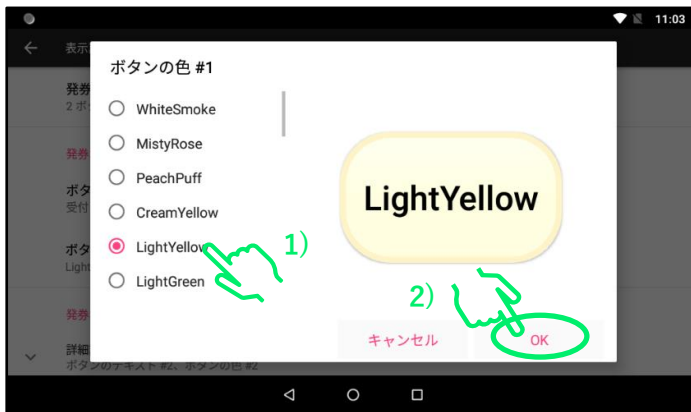 11:03
表示
ボタンの色 #1
発券
2 ボ
WhiteSmoke
MistyRose
発券
PeachPuff
ボタ
受付
CreamYellow
LightYellow
LightYellow
1)
ボタ
Light
LightGreen
2)
発券
キャンセル
OK
詳細
ボタンのテキスト #2、ボタンの色 #2